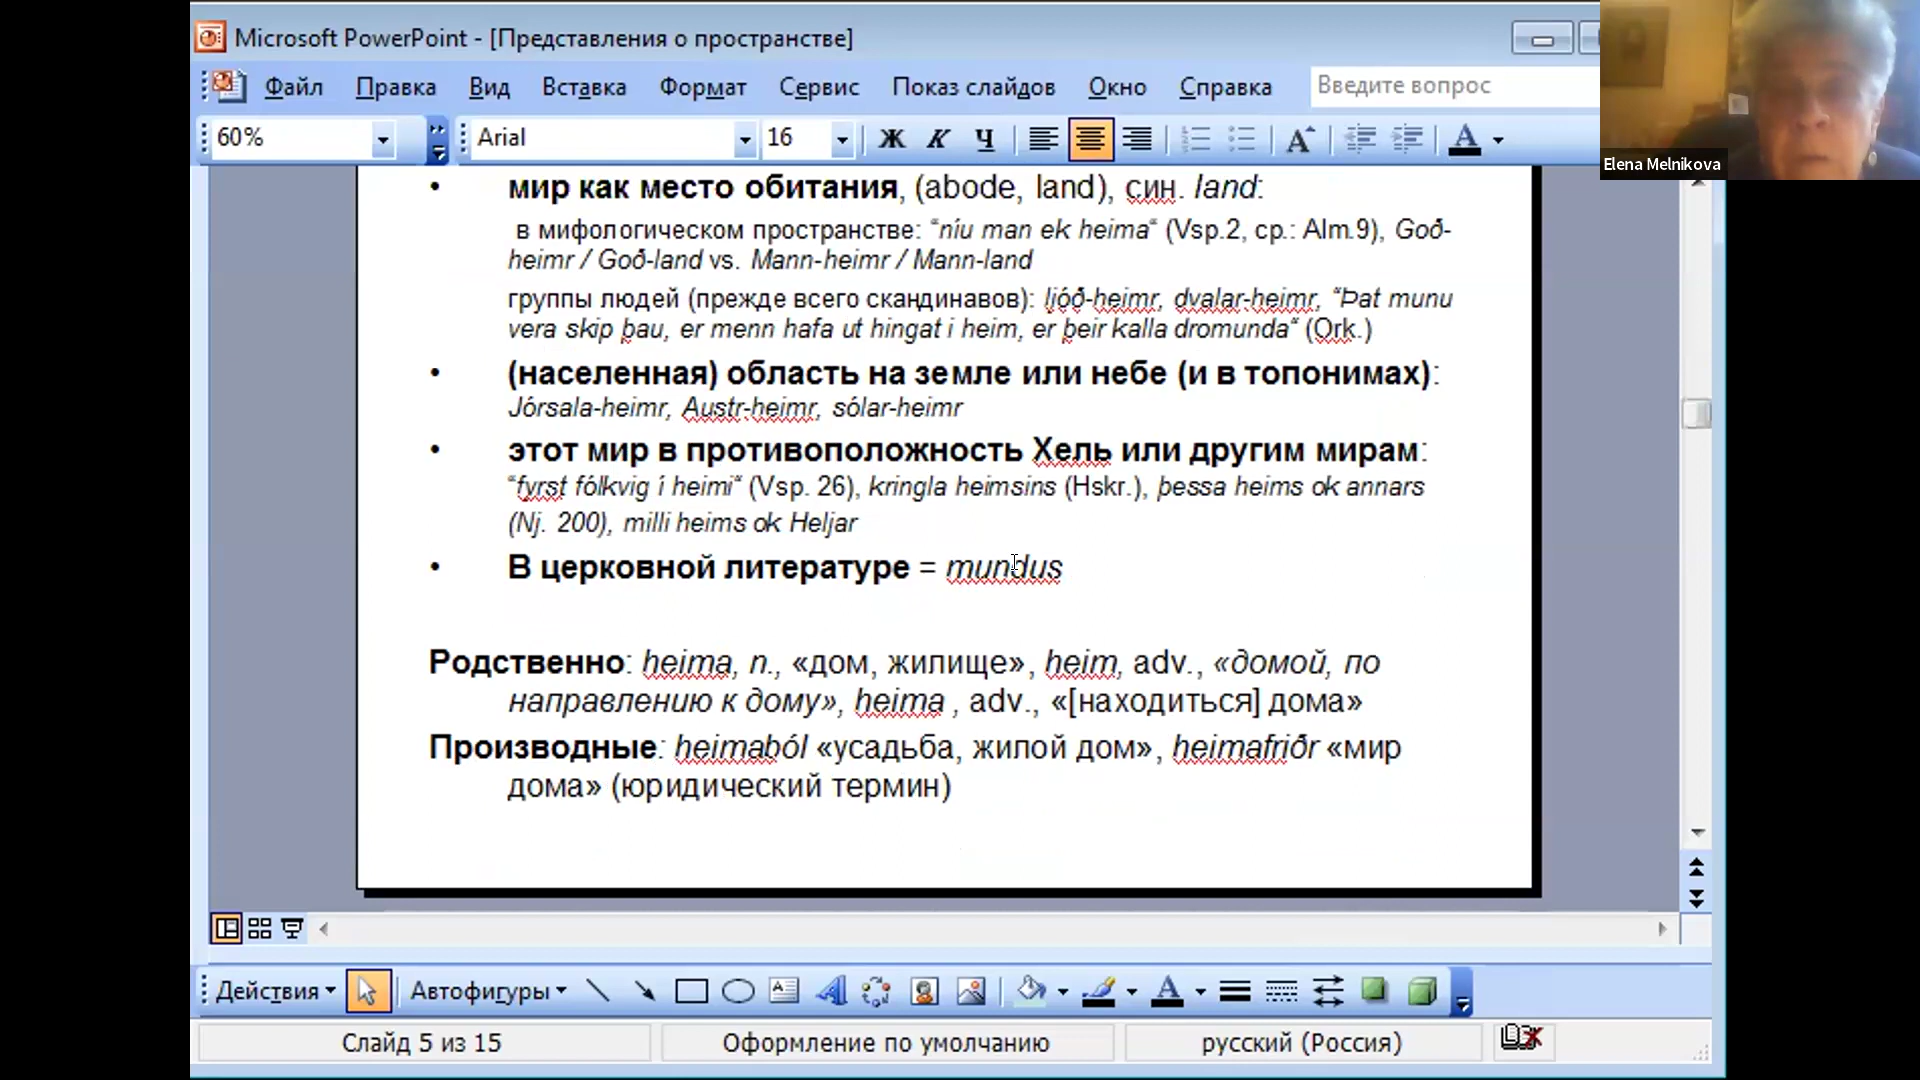 Microsoft PowerPoint - [Представления о пространстве]
Файл Правка Вид Вставка Формат Сервис Показ слайдов Окно Справка Введите вопрос
60% Arial 16 Ж К Ч
Elena Melnikova
• мир как место обитания, (abode, land), син. land:
в мифологическом пространстве: “níu man ek heima“ (Vsp.2, ср.: Alm.9), Goð-
heimr / Goð-land vs. Mann-heimr / Mann-land
группы людей (прежде всего скандинавов): ljóð-heimr, dvalar-heimr, “Þat munu
vera skip þau, er menn hafa ut hingat i heim, er þeir kalla dromunda“ (Ork.)
• (населенная) область на земле или небе (и в топонимах):
Jórsala-heimr, Austr-heimr, sólar-heimr
• этот мир в противоположность Хель или другим мирам:
“fyrst fólkvig í heimi“ (Vsp. 26), kringla heimsins (Hskr.), þessa heims ok annars
(Nj. 200), milli heims ok Heljar
• В церковной литературе = mundus
Родственно: heima, n., «дом, жилище», heim, adv., «домой, по
направлению к дому», heima , adv., «[находиться] дома»
Производные: heimaból «усадьба, жилой дом», heimafriðr «мир
дома» (юридический термин)
Действия Автофигуры
Слайд 5 из 15 Оформление по умолчанию русский (Россия)